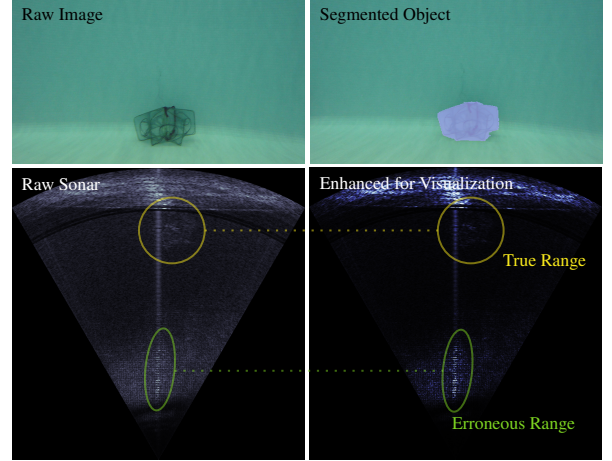 Raw Image
Segmented Object
Raw Sonar
Enhanced for Visualization
True Range
Erroneous Range